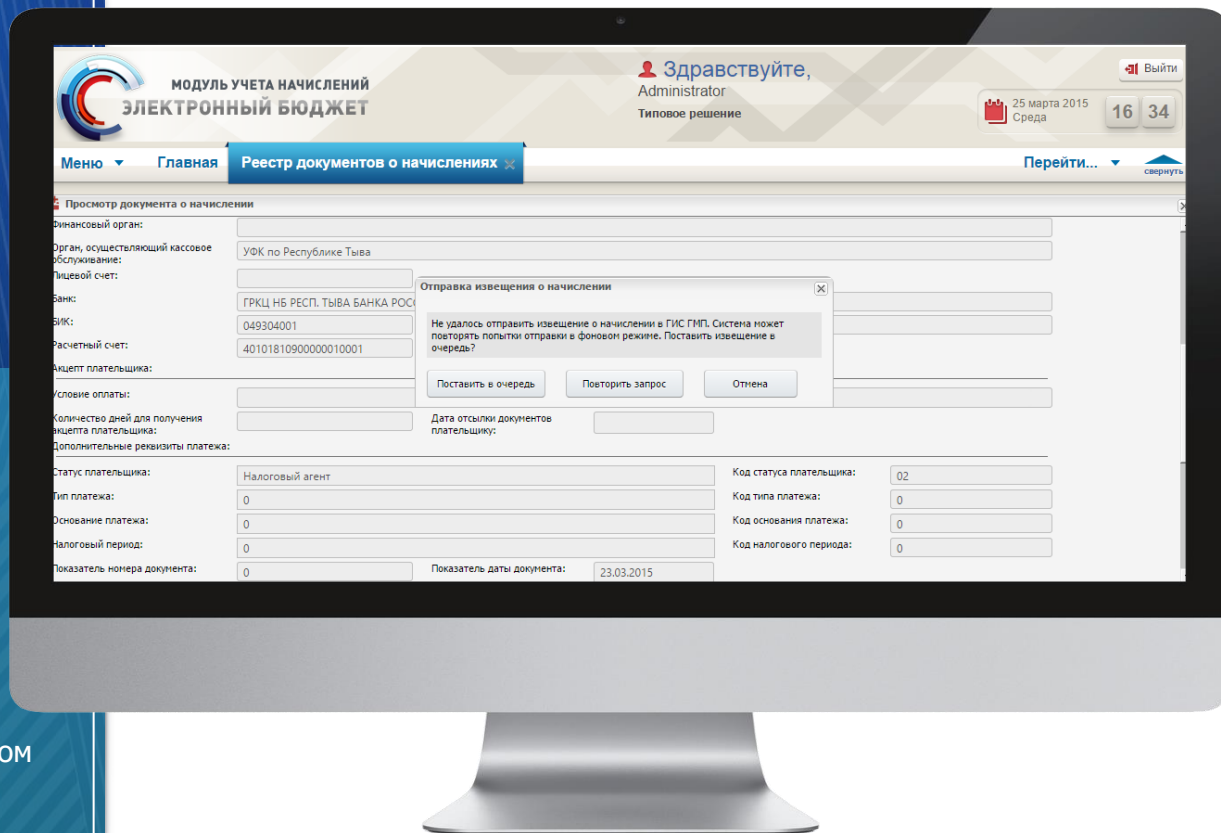 МОДУЛЬ УЧЕТА НАЧИСЛЕНИЙ
ЭЛЕКТРОННЫЙ БЮДЖЕТ
Здравствуйте,
Administrator
Типовое решение
Выйти
25 марта 2015
Среда
16 34
Меню Главная Реестр документов о начислениях Перейти...
свернуть
Просмотр документа о начислении
Финансовый орган:
Орган, осуществляющий кассовое
обслуживание:
УФК по Республике Тыва
Лицевой счет:
Банк:
ГРКЦ НБ РЕСП. ТЫВА БАНКА РОСС
БИК:
049304001
Расчетный счет:
40101810900000010001
Акцепт плательщика:
Отправка извещения о начислении
Не удалось отправить извещение о начислении в ГИС ГМП. Система может
повторять попытки отправки в фоновом режиме. Поставить извещение в
очередь?
Поставить в очередь Повторить запрос Отмена
Условие оплаты:
Количество дней для получения
акцепта плательщика:
Дата отсылки документов
плательщику:
Дополнительные реквизиты платежа:
Статус плательщика: Налоговый агент Код статуса плательщика: 02
Тип платежа: 0 Код типа платежа: 0
Основание платежа: 0 Код основания платежа: 0
Налоговый период: 0 Код налогового периода: 0
Показатель номера документа: 0 Показатель даты документа: 23.03.2015
ом